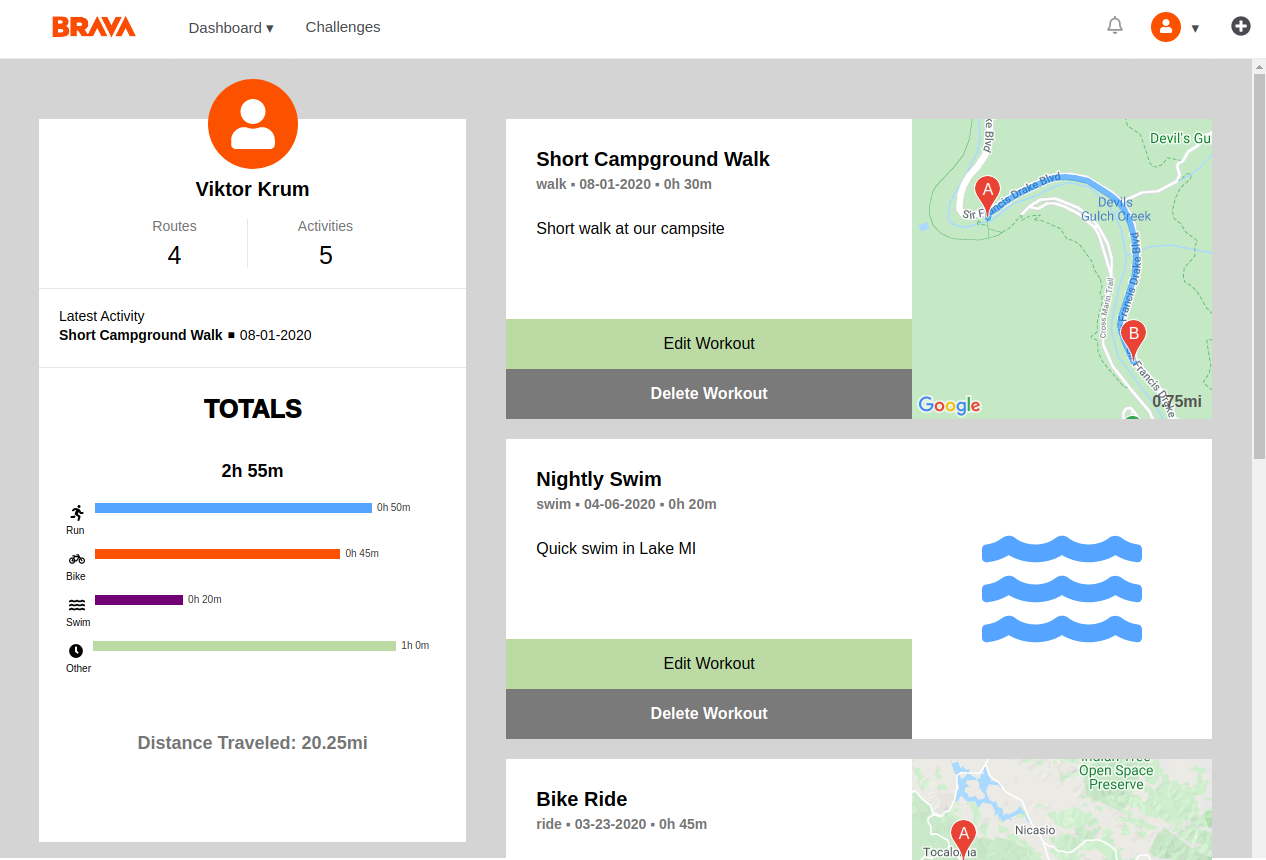 BRAVA
Dashboard ▾
Challenges
Viktor Krum
Routes
4
Activities
5
Latest Activity
Short Campground Walk ▪ 08-01-2020
TOTALS
2h 55m
Run
0h 50m
Bike
0h 45m
Swim
0h 20m
Other
1h 0m
Distance Traveled: 20.25mi
Short Campground Walk
walk ▪ 08-01-2020 ▪ 0h 30m
Short walk at our campsite
Edit Workout
Delete Workout
Devil's Gu
A
Francis Drake Blvd
Sir F
Devils
Gulch Creek
Francis Drake Blvd
Cross Marin Trail
B
Francis Drake
Google
0.75mi
Nightly Swim
swim ▪ 04-06-2020 ▪ 0h 20m
Quick swim in Lake MI
Edit Workout
Delete Workout
Bike Ride
ride ▪ 03-23-2020 ▪ 0h 45m
Open Space
Preserve
A
Nicasio
Tocaloma